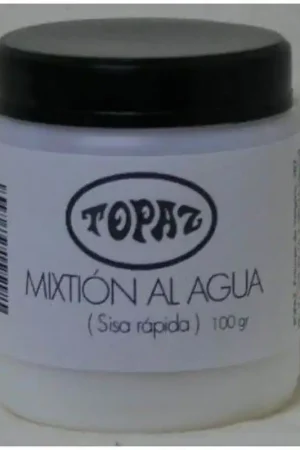 TOPAZ
MIXTIÓN AL AGUA
(Sisa rápida) 100 gr